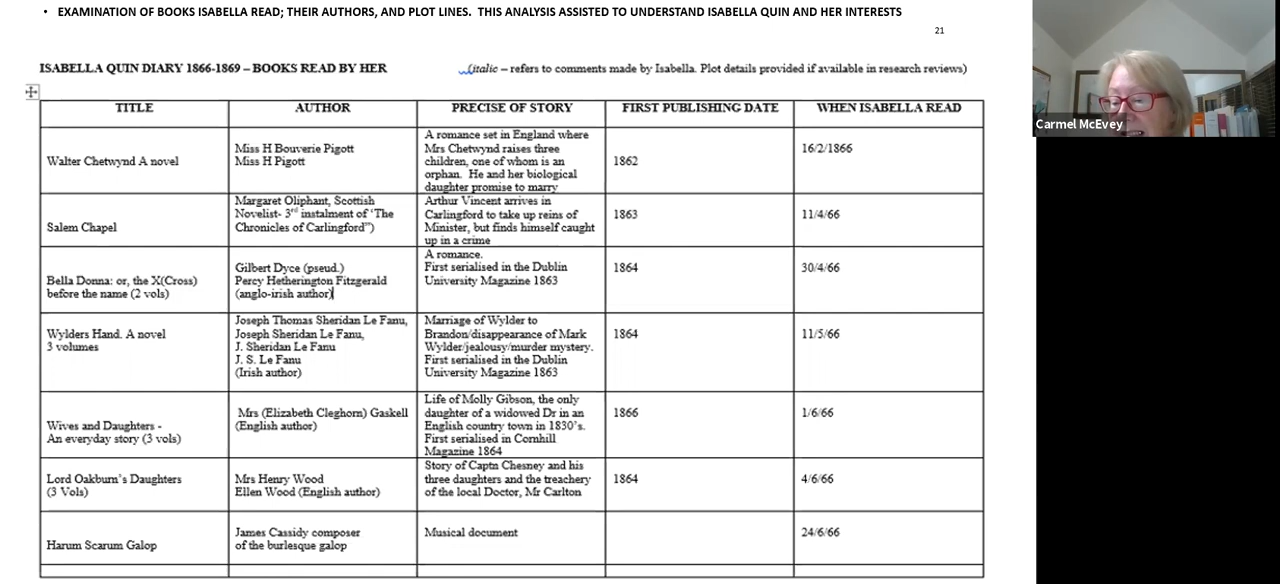 • EXAMINATION OF BOOKS ISABELLA READ; THEIR AUTHORS, AND PLOT LINES. THIS ANALYSIS ASSISTED TO UNDERSTAND ISABELLA QUIN AND HER INTERESTS
21
ISABELLA QUIN DIARY 1866-1869 – BOOKS READ BY HER
(italic – refers to comments made by Isabella. Plot details provided if available in research reviews)
TITLE
AUTHOR
PRECISE OF STORY
FIRST PUBLISHING DATE
WHEN ISABELLA READ
Walter Chetwynd A novel
Miss H Bouverie Pigott
Miss H Pigott
A romance set in England where
Mrs Chetwynd raises three
children, one of whom is an
orphan. He and her biological
daughter promise to marry
1862
16/2/1866
Salem Chapel
Margaret Oliphant, Scottish
Novelist- 3rd instalment of 'The
Chronicles of Carlingford")
Arthur Vincent arrives in
Carlingford to take up reins of
Minister, but finds himself caught
up in a crime
1863
11/4/66
Bella Donna: or, the X(Cross)
before the name (2 vols)
Gilbert Dyce (pseud.)
Percy Hetherington Fitzgerald
(anglo-irish author)
A romance.
First serialised in the Dublin
University Magazine 1863
1864
30/4/66
Wylders Hand. A novel
3 volumes
Joseph Thomas Sheridan Le Fanu,
Joseph Sheridan Le Fanu,
J. Sheridan Le Fanu
J. S. Le Fanu
(Irish author)
Marriage of Wylder to
Brandon/disappearance of Mark
Wylder/jealousy/murder mystery.
First serialised in the Dublin
University Magazine 1863
1864
11/5/66
Wives and Daughters -
An everyday story (3 vols)
Mrs (Elizabeth Cleghorn) Gaskell
(English author)
Life of Molly Gibson, the only
daughter of a widowed Dr in an
English country town in 1830's.
First serialised in Cornhill
Magazine 1864
1866
1/6/66
Lord Oakburn's Daughters
(3 Vols)
Mrs Henry Wood
Ellen Wood (English author)
Story of Captn Chesney and his
three daughters and the treachery
of the local Doctor, Mr Carlton
1864
4/6/66
Harum Scarum Galop
James Cassidy composer
of the burlesque galop
Musical document
24/6/66
Carmel McEvey